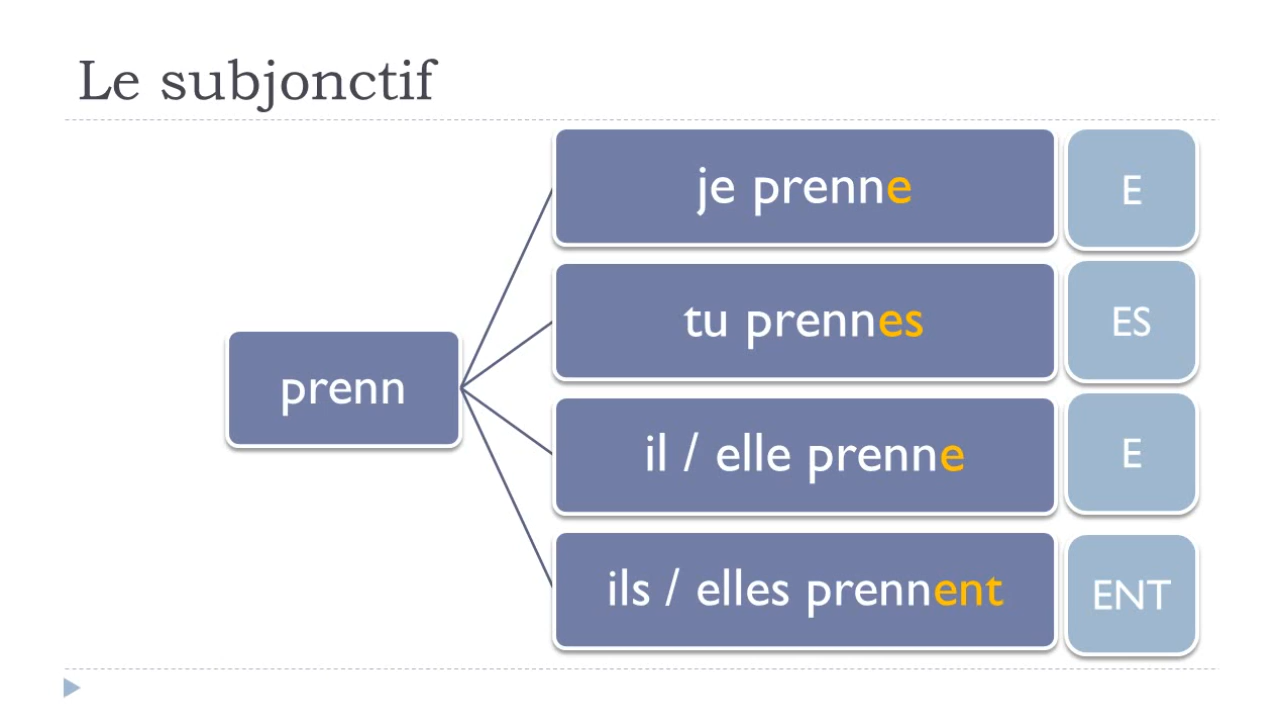 Le subjonctif
je prenne
E
tu prennes
ES
prenn
il / elle prenne
E
ils / elles prennent
ENT